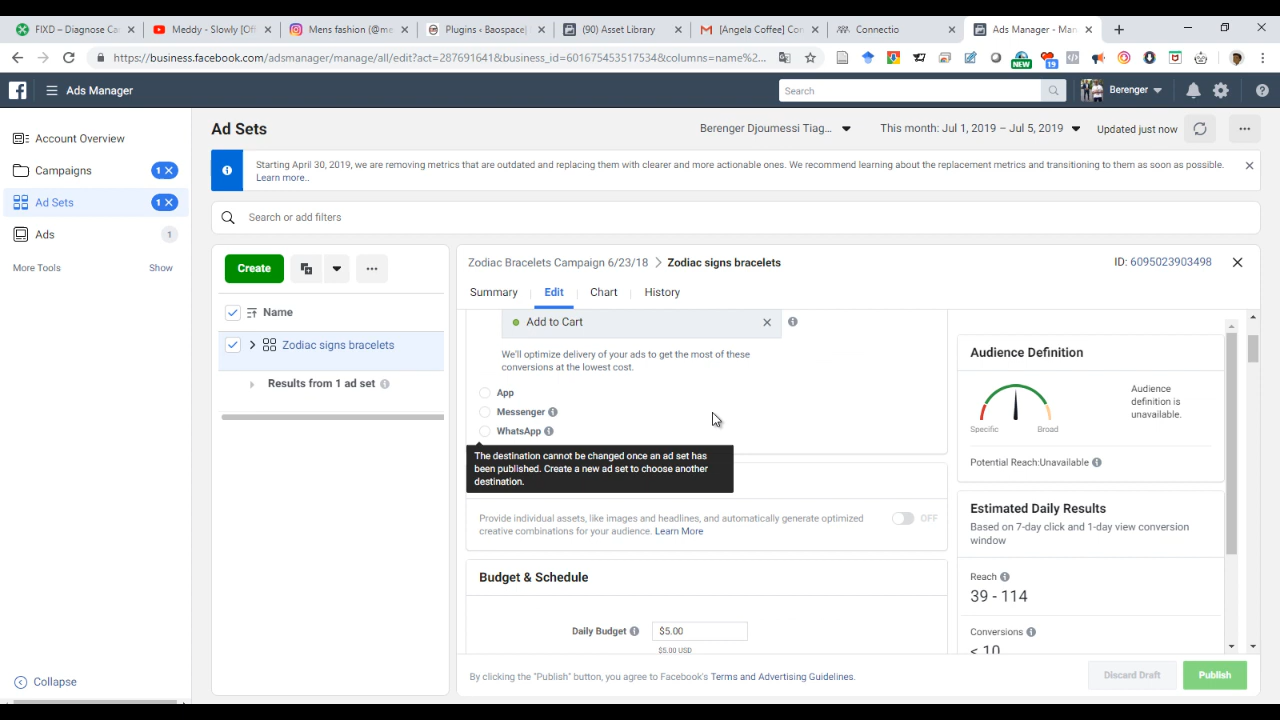 FIXD – Diagnose Ca
Meddy - Slowly [Of
Mens fashion (@me
Plugins ‹ Baospace
(90) Asset Library
[Angela Coffee] Con
Connectio
Ads Manager - Man
https://business.facebook.com/adsmanager/manage/all/edit?act=287691541&business_id=601675453517534&columns=name%2...
NEW
19
Ads Manager
Search
Berenger
Account Overview
Campaigns
1
Ad Sets
1
Ads
1
More Tools
Show
Collapse
Ad Sets
Berenger Djoumessi Tiag...
This month: Jul 1, 2019 – Jul 5, 2019
Updated just now
Starting April 30, 2019, we are removing metrics that are outdated and replacing them with clearer and more actionable ones. We recommend learning about the replacement metrics and transitioning to them as soon as possible.
Learn more..
Search or add filters
Create
Name
Zodiac signs bracelets
Results from 1 ad set
Zodiac Bracelets Campaign 6/23/18 > Zodiac signs bracelets
ID: 6095023903498
Summary
Edit
Chart
History
Add to Cart
We'll optimize delivery of your ads to get the most of these
conversions at the lowest cost.
App
Messenger
WhatsApp
The destination cannot be changed once an ad set has
been published. Create a new ad set to choose another
destination.
Provide individual assets, like images and headlines, and automatically generate optimized
creative combinations for your audience. Learn More
OFF
Budget & Schedule
Daily Budget
$5.00
$5.00 USD
Audience Definition
Specific
Broad
Audience
definition is
unavailable.
Potential Reach:Unavailable
Estimated Daily Results
Based on 7-day click and 1-day view conversion
window
Reach
39 - 114
Conversions
< 10
By clicking the "Publish" button, you agree to Facebook's Terms and Advertising Guidelines.
Discard Draft
Publish